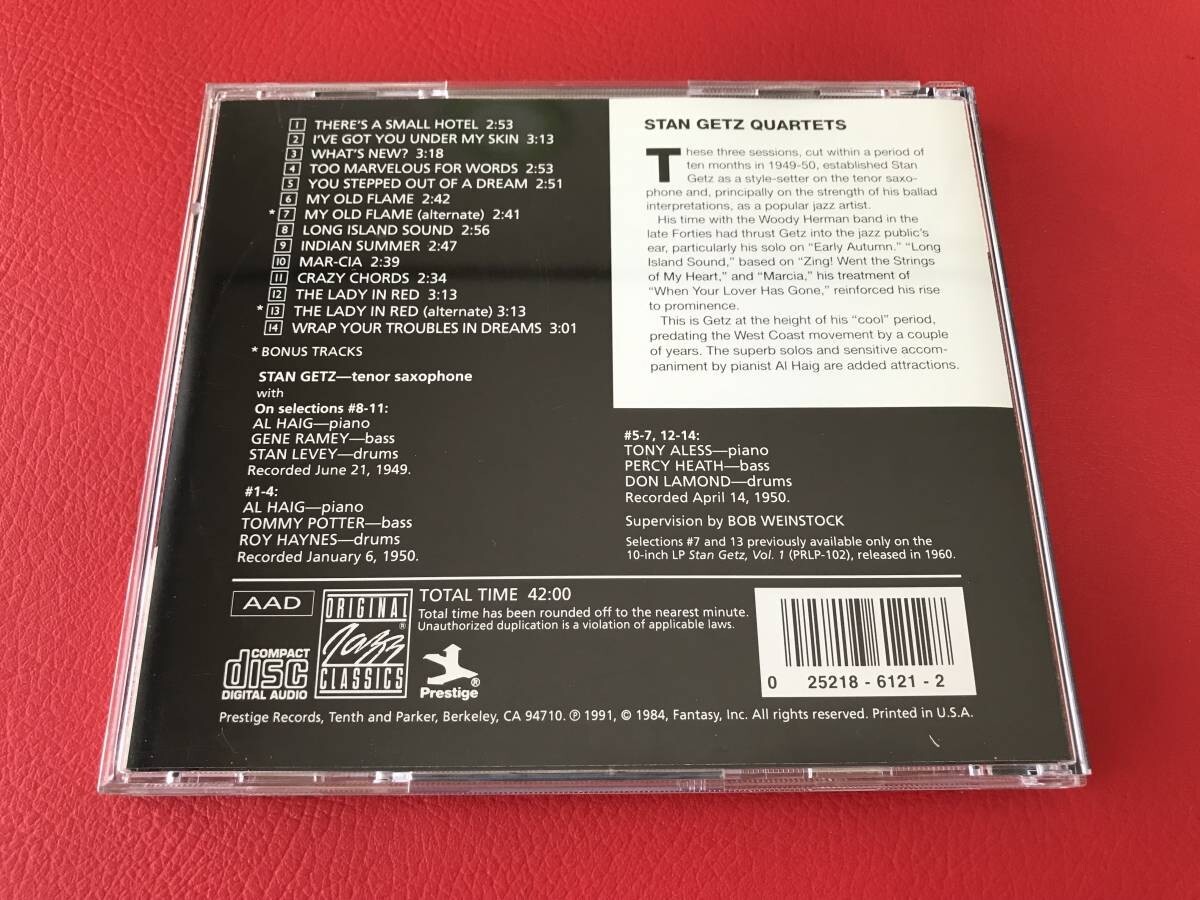 1 THERE'S A SMALL HOTEL 2:53
2 I'VE GOT YOU UNDER MY SKIN 3:13
3 WHAT'S NEW? 3:18
4 TOO MARVELOUS FOR WORDS 2:53
5 YOU STEPPED OUT OF A DREAM 2:51
6 MY OLD FLAME 2:42
* 7 MY OLD FLAME (alternate) 2:41
8 LONG ISLAND SOUND 2:56
9 INDIAN SUMMER 2:47
10 MAR-CIA 2:39
11 CRAZY CHORDS 2:34
12 THE LADY IN RED 3:13
* 13 THE LADY IN RED (alternate) 3:13
14 WRAP YOUR TROUBLES IN DREAMS 3:01
* BONUS TRACKS
STAN GETZ—tenor saxophone
with
On selections #8-11:
AL HAIG—piano
GENE RAMEY—bass
STAN LEVEY—drums
Recorded June 21, 1949.
#1-4:
AL HAIG—piano
TOMMY POTTER—bass
ROY HAYNES—drums
Recorded January 6, 1950.
STAN GETZ QUARTETS
These three sessions, cut within a period of
ten months in 1949-50, established Stan
Getz as a style-setter on the tenor saxo-
phone and, principally on the strength of his ballad
interpretations, as a popular jazz artist.
His time with the Woody Herman band in the
late Forties had thrust Getz into the jazz public's
ear, particularly his solo on "Early Autumn." "Long
Island Sound," based on "Zing! Went the Strings
of My Heart," and "Marcia," his treatment of
"When Your Lover Has Gone," reinforced his rise
to prominence.
This is Getz at the height of his "cool" period,
predating the West Coast movement by a couple
of years. The superb solos and sensitive accom-
paniment by pianist Al Haig are added attractions.
#5-7, 12-14:
TONY ALESS—piano
PERCY HEATH—bass
DON LAMOND—drums
Recorded April 14, 1950.
Supervision by BOB WEINSTOCK
Selections #7 and 13 previously available only on the
10-inch LP Stan Getz, Vol. 1 (PRLP-102), released in 1960.
AAD
COMPACT
disc
DIGITAL AUDIO
ORIGINAL
Jazz ®
CLASSICS
TOTAL TIME 42:00
Total time has been rounded off to the nearest minute.
Unauthorized duplication is a violation of applicable laws.
Prestige ®
0 25218 - 6121 - 2
Prestige Records, Tenth and Parker, Berkeley, CA 94710. ℗ 1991, © 1984, Fantasy, Inc. All rights reserved. Printed in U.S.A.